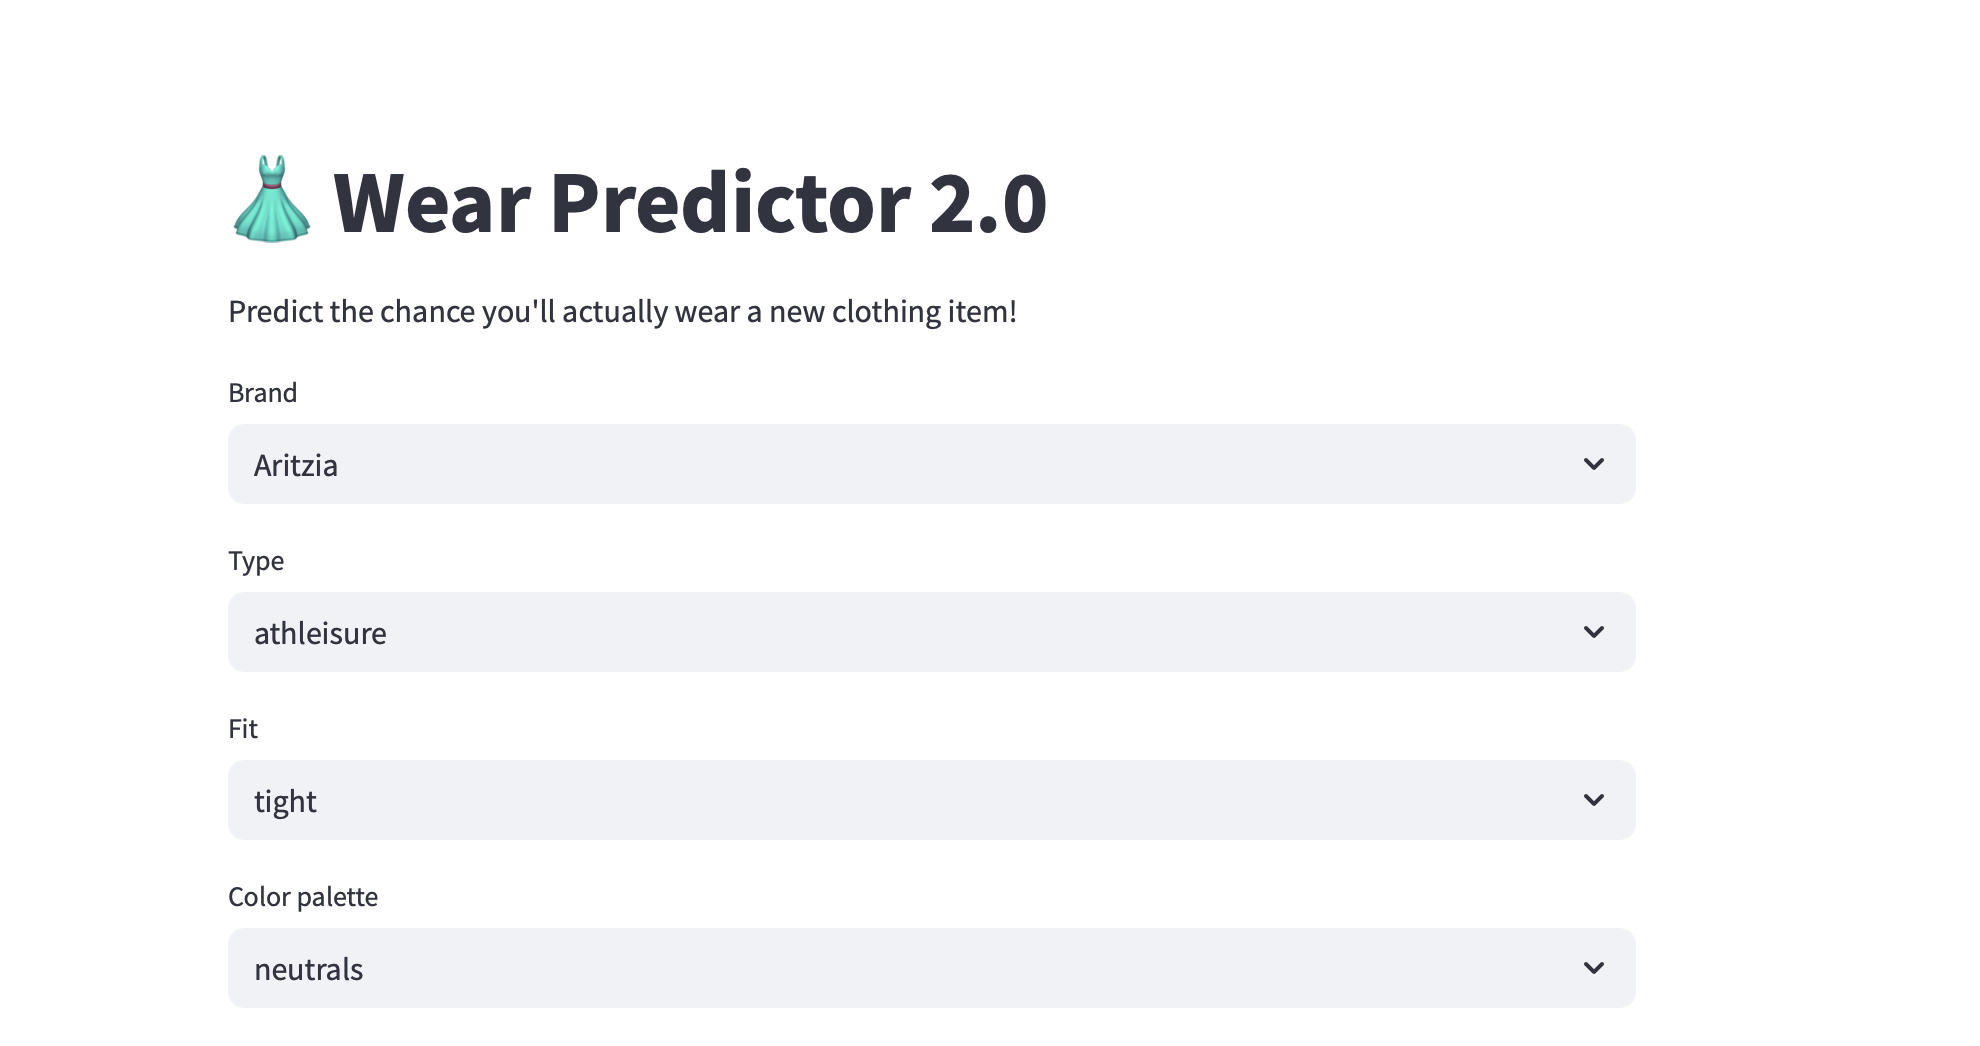 Wear Predictor 2.0
Predict the chance you'll actually wear a new clothing item!
Brand
Aritzia
Type
athleisure
Fit
tight
Color palette
neutrals